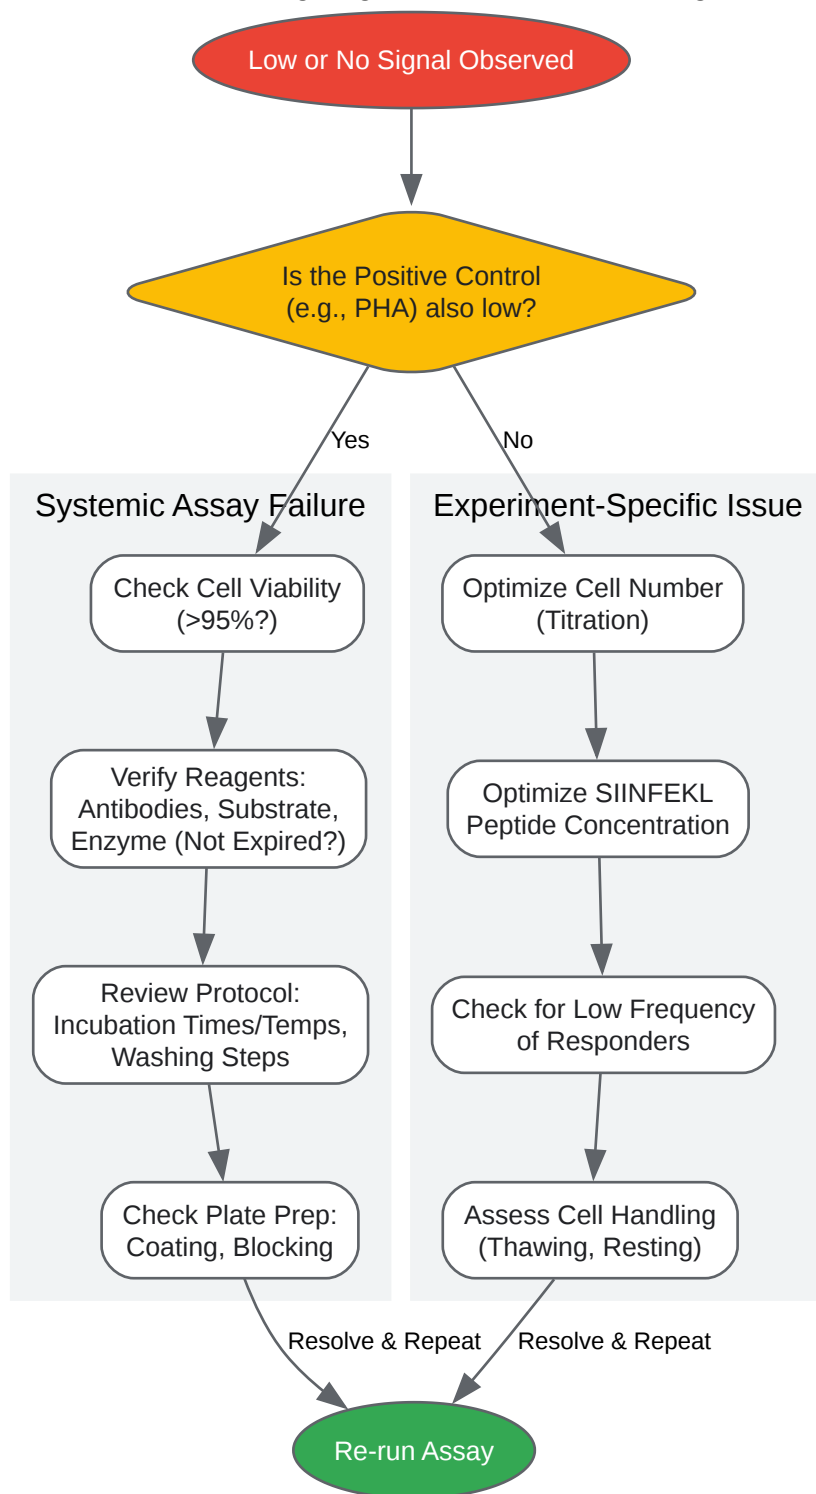 Low or No Signal Observed
Is the Positive Control
(e.g., PHA) also low?
Yes
No
Systemic Assay Failure
Check Cell Viability
(>95%?)
Verify Reagents:
Antibodies, Substrate,
Enzyme (Not Expired?)
Review Protocol:
Incubation Times/Temps,
Washing Steps
Check Plate Prep:
Coating, Blocking
Experiment-Specific Issue
Optimize Cell Number
(Titration)
Optimize SIINFEKL
Peptide Concentration
Check for Low Frequency
of Responders
Assess Cell Handling
(Thawing, Resting)
Resolve & Repeat
Resolve & Repeat
Re-run Assay